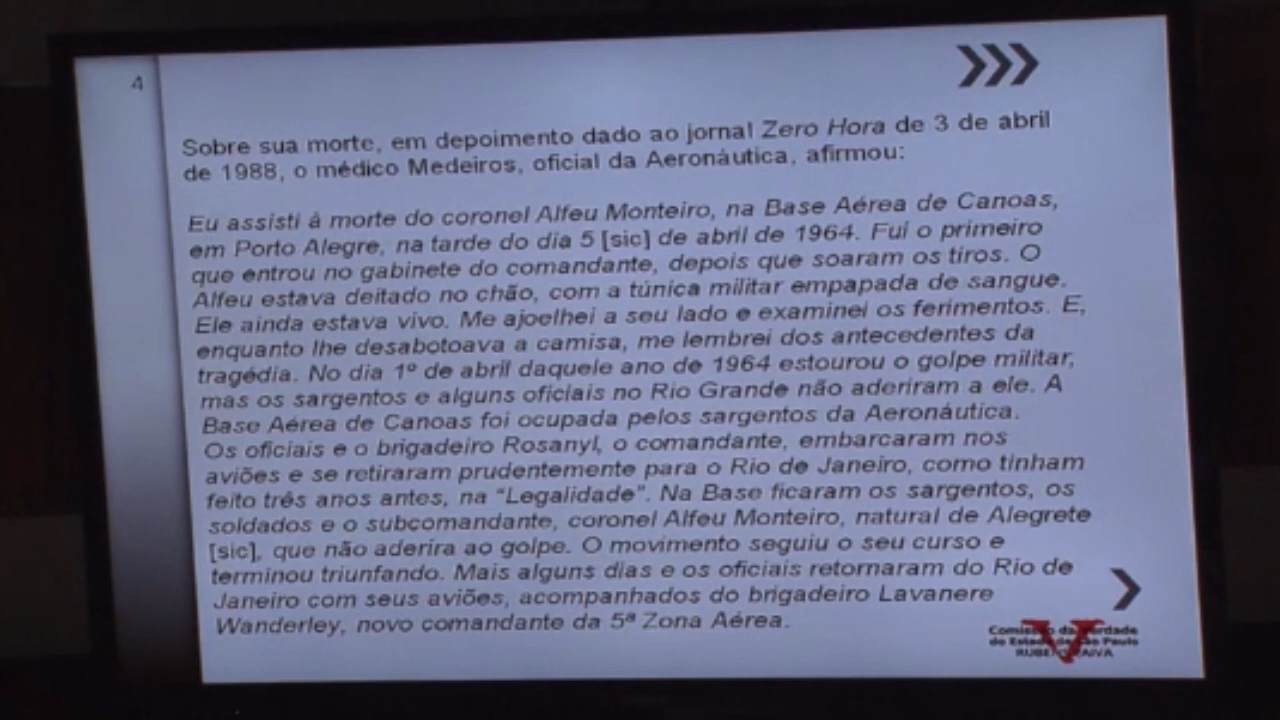 4
Sobre sua morte, em depoimento dado ao jornal Zero Hora de 3 de abril
de 1988, o médico Medeiros, oficial da Aeronáutica, afirmou:
Eu assisti à morte do coronel Alfeu Monteiro, na Base Aérea de Canoas,
em Porto Alegre, na tarde do dia 5 [sic] de abril de 1964. Fui o primeiro
que entrou no gabinete do comandante, depois que soaram os tiros. O
Alfeu estava deitado no chão, com a túnica militar empapada de sangue.
Ele ainda estava vivo. Me ajoelhei a seu lado e examinei os ferimentos. E,
enquanto lhe desabotoava a camisa, me lembrei dos antecedentes da
tragédia. No dia 1º de abril daquele ano de 1964 estourou o golpe militar,
mas os sargentos e alguns oficiais no Rio Grande não aderiram a ele. A
Base Aérea de Canoas foi ocupada pelos sargentos da Aeronáutica.
Os oficiais e o brigadeiro Rosanyl, o comandante, embarcaram nos
aviões e se retiraram prudentemente para o Rio de Janeiro, como tinham
feito três anos antes, na “Legalidade”. Na Base ficaram os sargentos, os
soldados e o subcomandante, coronel Alfeu Monteiro, natural de Alegrete
[sic], que não aderira ao golpe. O movimento seguiu o seu curso e
terminou triunfando. Mais alguns dias e os oficiais retornaram do Rio de
Janeiro com seus aviões, acompanhados do brigadeiro Lavanere
Wanderley, novo comandante da 5ª Zona Aérea.
Comissão da Verdade
do Estado de São Paulo
RUBENS PAIVA